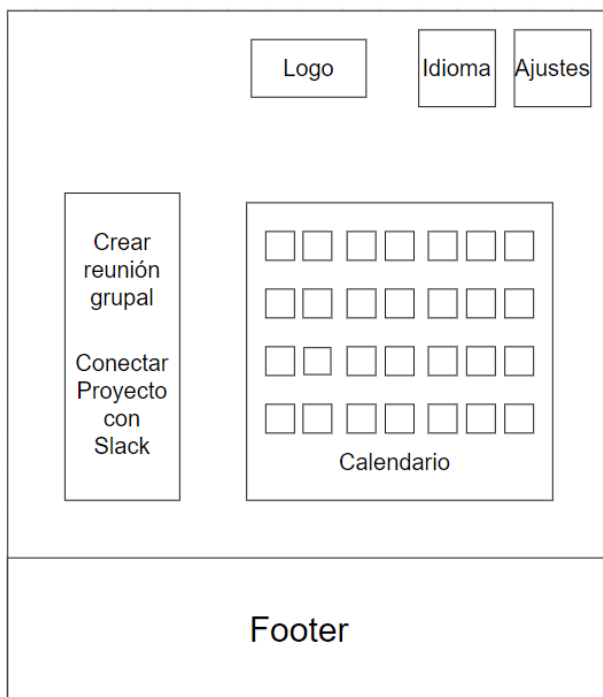 Logo
Idioma
Ajustes
Crear
reunión
grupal
Conectar
Proyecto
con
Slack
Calendario
Footer